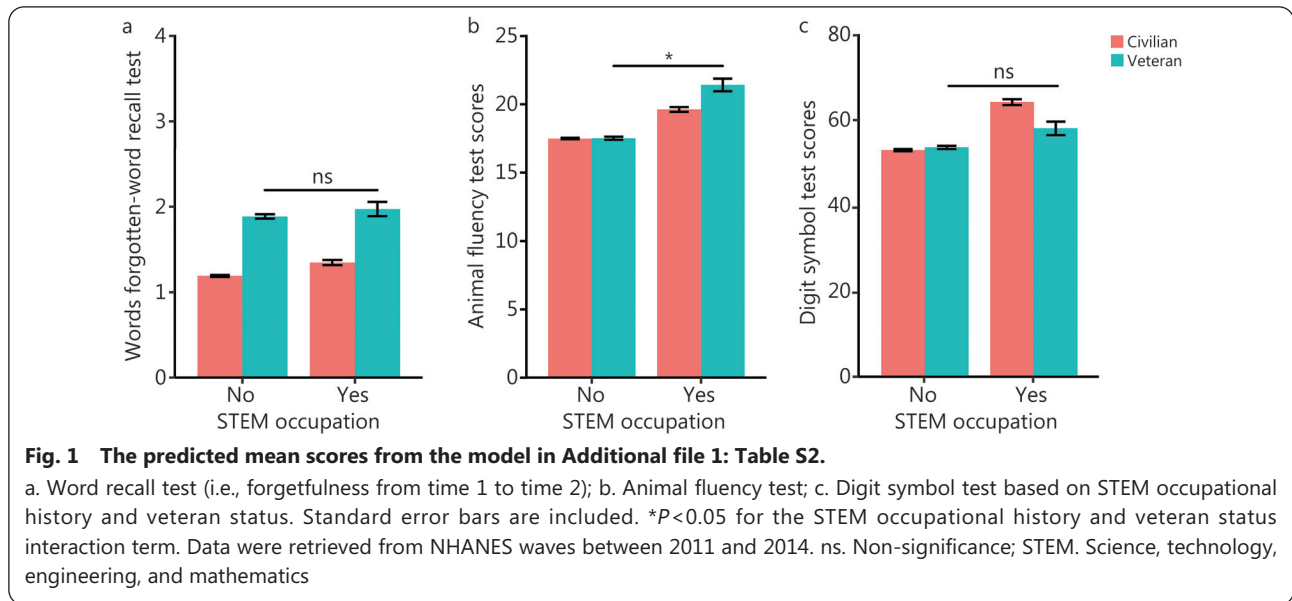 a
4
3
2
1
0
Words forgotten-word recall test
ns
No
Yes
STEM occupation
b
25
20
15
10
5
0
Animal fluency test scores
*
No
Yes
STEM occupation
c
80
60
40
20
0
Digit symbol test scores
ns
No
Yes
STEM occupation
Civilian
Veteran
Fig. 1 The predicted mean scores from the model in Additional file 1: Table S2.
a. Word recall test (i.e., forgetfulness from time 1 to time 2); b. Animal fluency test; c. Digit symbol test based on STEM occupational
history and veteran status. Standard error bars are included. *P<0.05 for the STEM occupational history and veteran status
interaction term. Data were retrieved from NHANES waves between 2011 and 2014. ns. Non-significance; STEM. Science, technology,
engineering, and mathematics